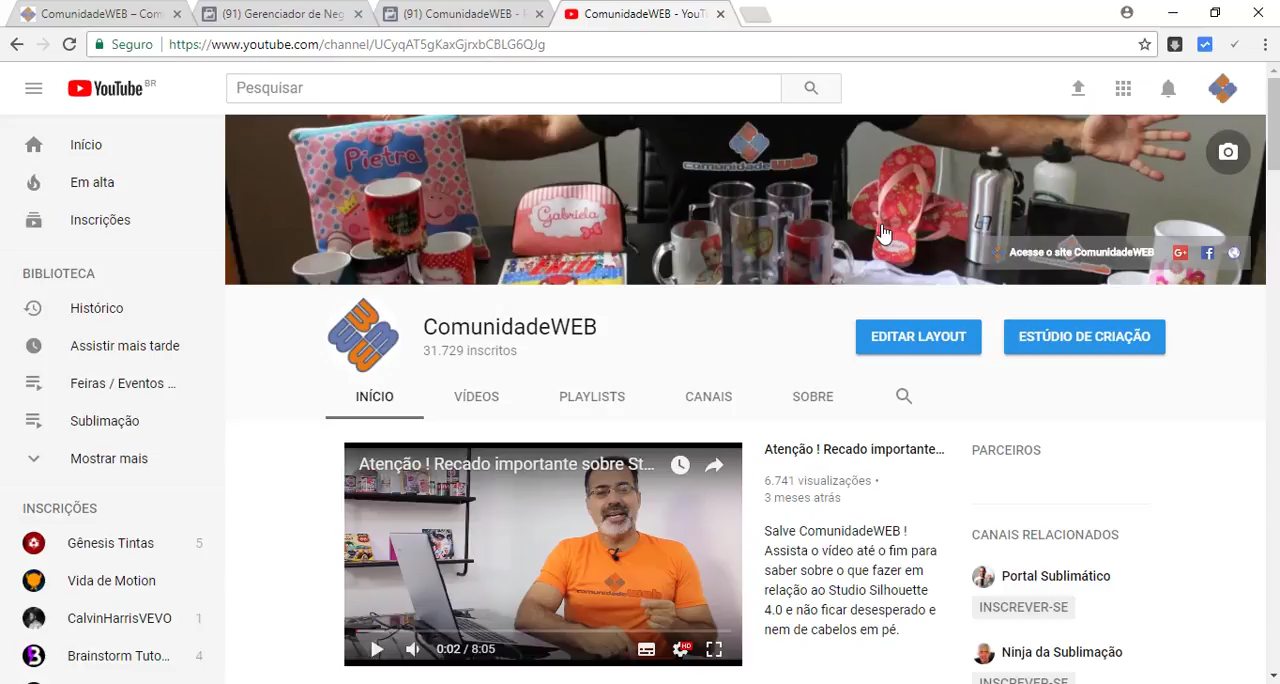 ComunidadeWEB – Com
(91) Gerenciador de Neg
(91) ComunidadeWEB -
ComunidadeWEB - YouT
Seguro
https://www.youtube.com/channel/UCyqAT5gKaxGjrxbCBLG6QJg
YouTube BR
Pesquisar
Início
Em alta
Inscrições
BIBLIOTECA
Histórico
Assistir mais tarde
Feiras / Eventos ...
Sublimação
Mostrar mais
INSCRIÇÕES
Gênesis Tintas 5
Vida de Motion
CalvinHarrisVEVO 1
Brainstorm Tuto... 4
Pietra
Gabriela
comunidadeweb
Acesse o site ComunidadeWEB
ComunidadeWEB
31.729 inscritos
EDITAR LAYOUT
ESTÚDIO DE CRIAÇÃO
INÍCIO
VÍDEOS
PLAYLISTS
CANAIS
SOBRE
Atenção ! Recado importante sobre St...
comunidadeweb
0:02 / 8:05
HD
Atenção ! Recado importante...
6.741 visualizações •
3 meses atrás
Salve ComunidadeWEB !
Assista o vídeo até o fim para
saber sobre o que fazer em
relação ao Studio Silhouette
4.0 e não ficar desesperado e
nem de cabelos em pé.
PARCEIROS
CANAIS RELACIONADOS
Portal Sublimático
INSCREVER-SE
Ninja da Sublimação
INSCREVER-SE